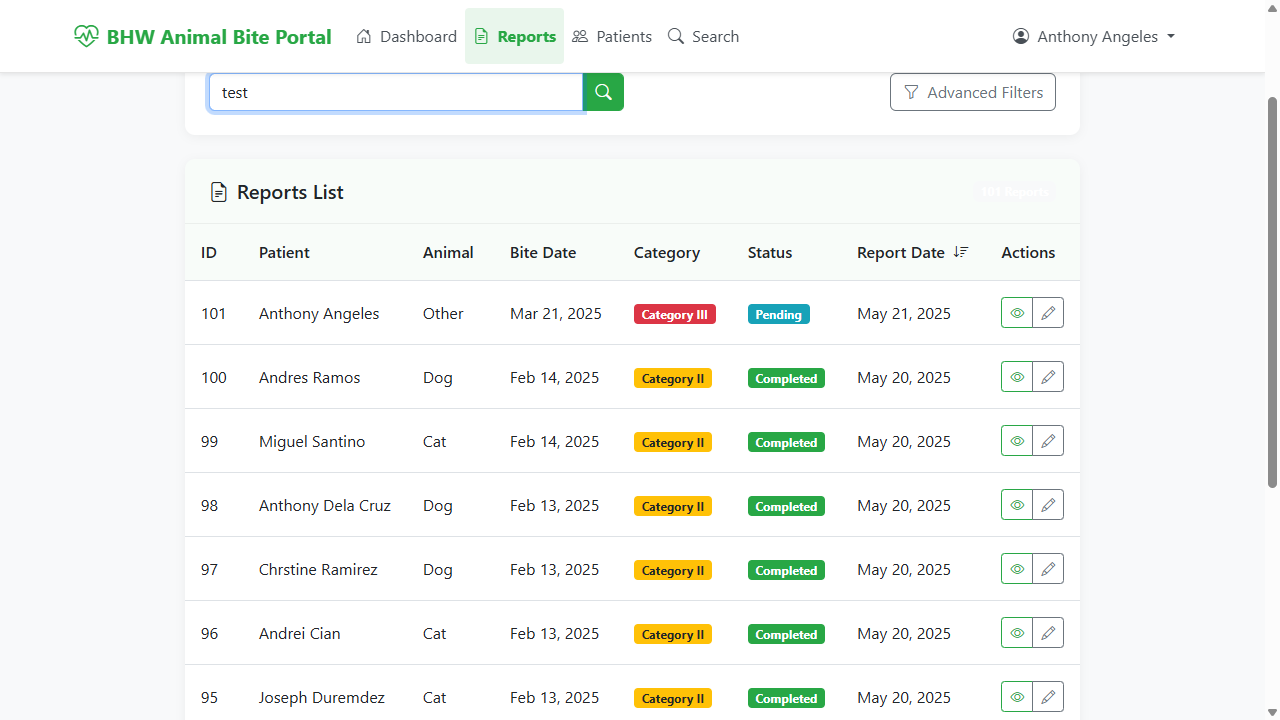 BHW Animal Bite Portal Dashboard Reports Patients Search Anthony Angeles
test Advanced Filters
Reports List 101 Reports
ID Patient Animal Bite Date Category Status Report Date Actions
101 Anthony Angeles Other Mar 21, 2025 Category III Pending May 21, 2025
100 Andres Ramos Dog Feb 14, 2025 Category II Completed May 20, 2025
99 Miguel Santino Cat Feb 14, 2025 Category II Completed May 20, 2025
98 Anthony Dela Cruz Dog Feb 13, 2025 Category II Completed May 20, 2025
97 Chrstine Ramirez Dog Feb 13, 2025 Category II Completed May 20, 2025
96 Andrei Cian Cat Feb 13, 2025 Category II Completed May 20, 2025
95 Joseph Duremdez Cat Feb 13, 2025 Category II Completed May 20, 2025